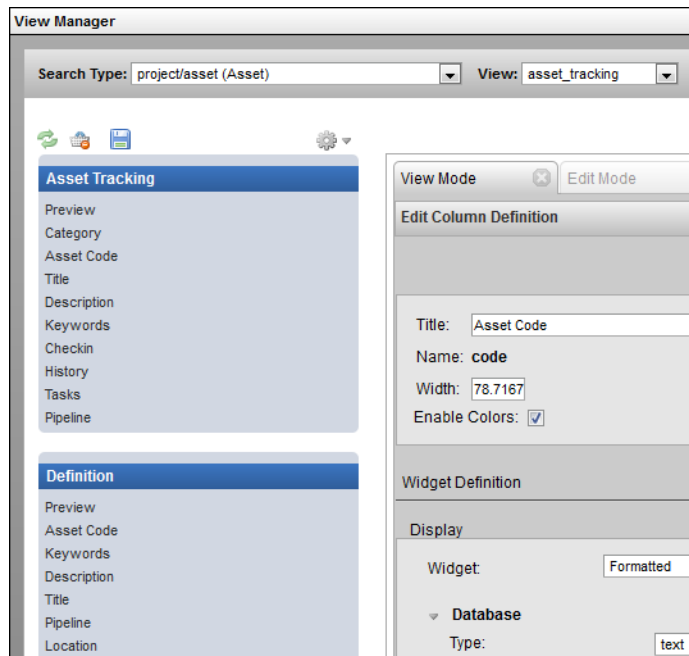 View Manager
Search Type: project/asset (Asset) View: asset_tracking
Asset Tracking
Preview
Category
Asset Code
Title
Description
Keywords
Checkin
History
Tasks
Pipeline
Definition
Preview
Asset Code
Keywords
Description
Title
Pipeline
Location
View Mode Edit Mode
Edit Column Definition
Title: Asset Code
Name: code
Width: 78.7167
Enable Colors:
Widget Definition
Display
Widget: Formatted
Database
Type: text